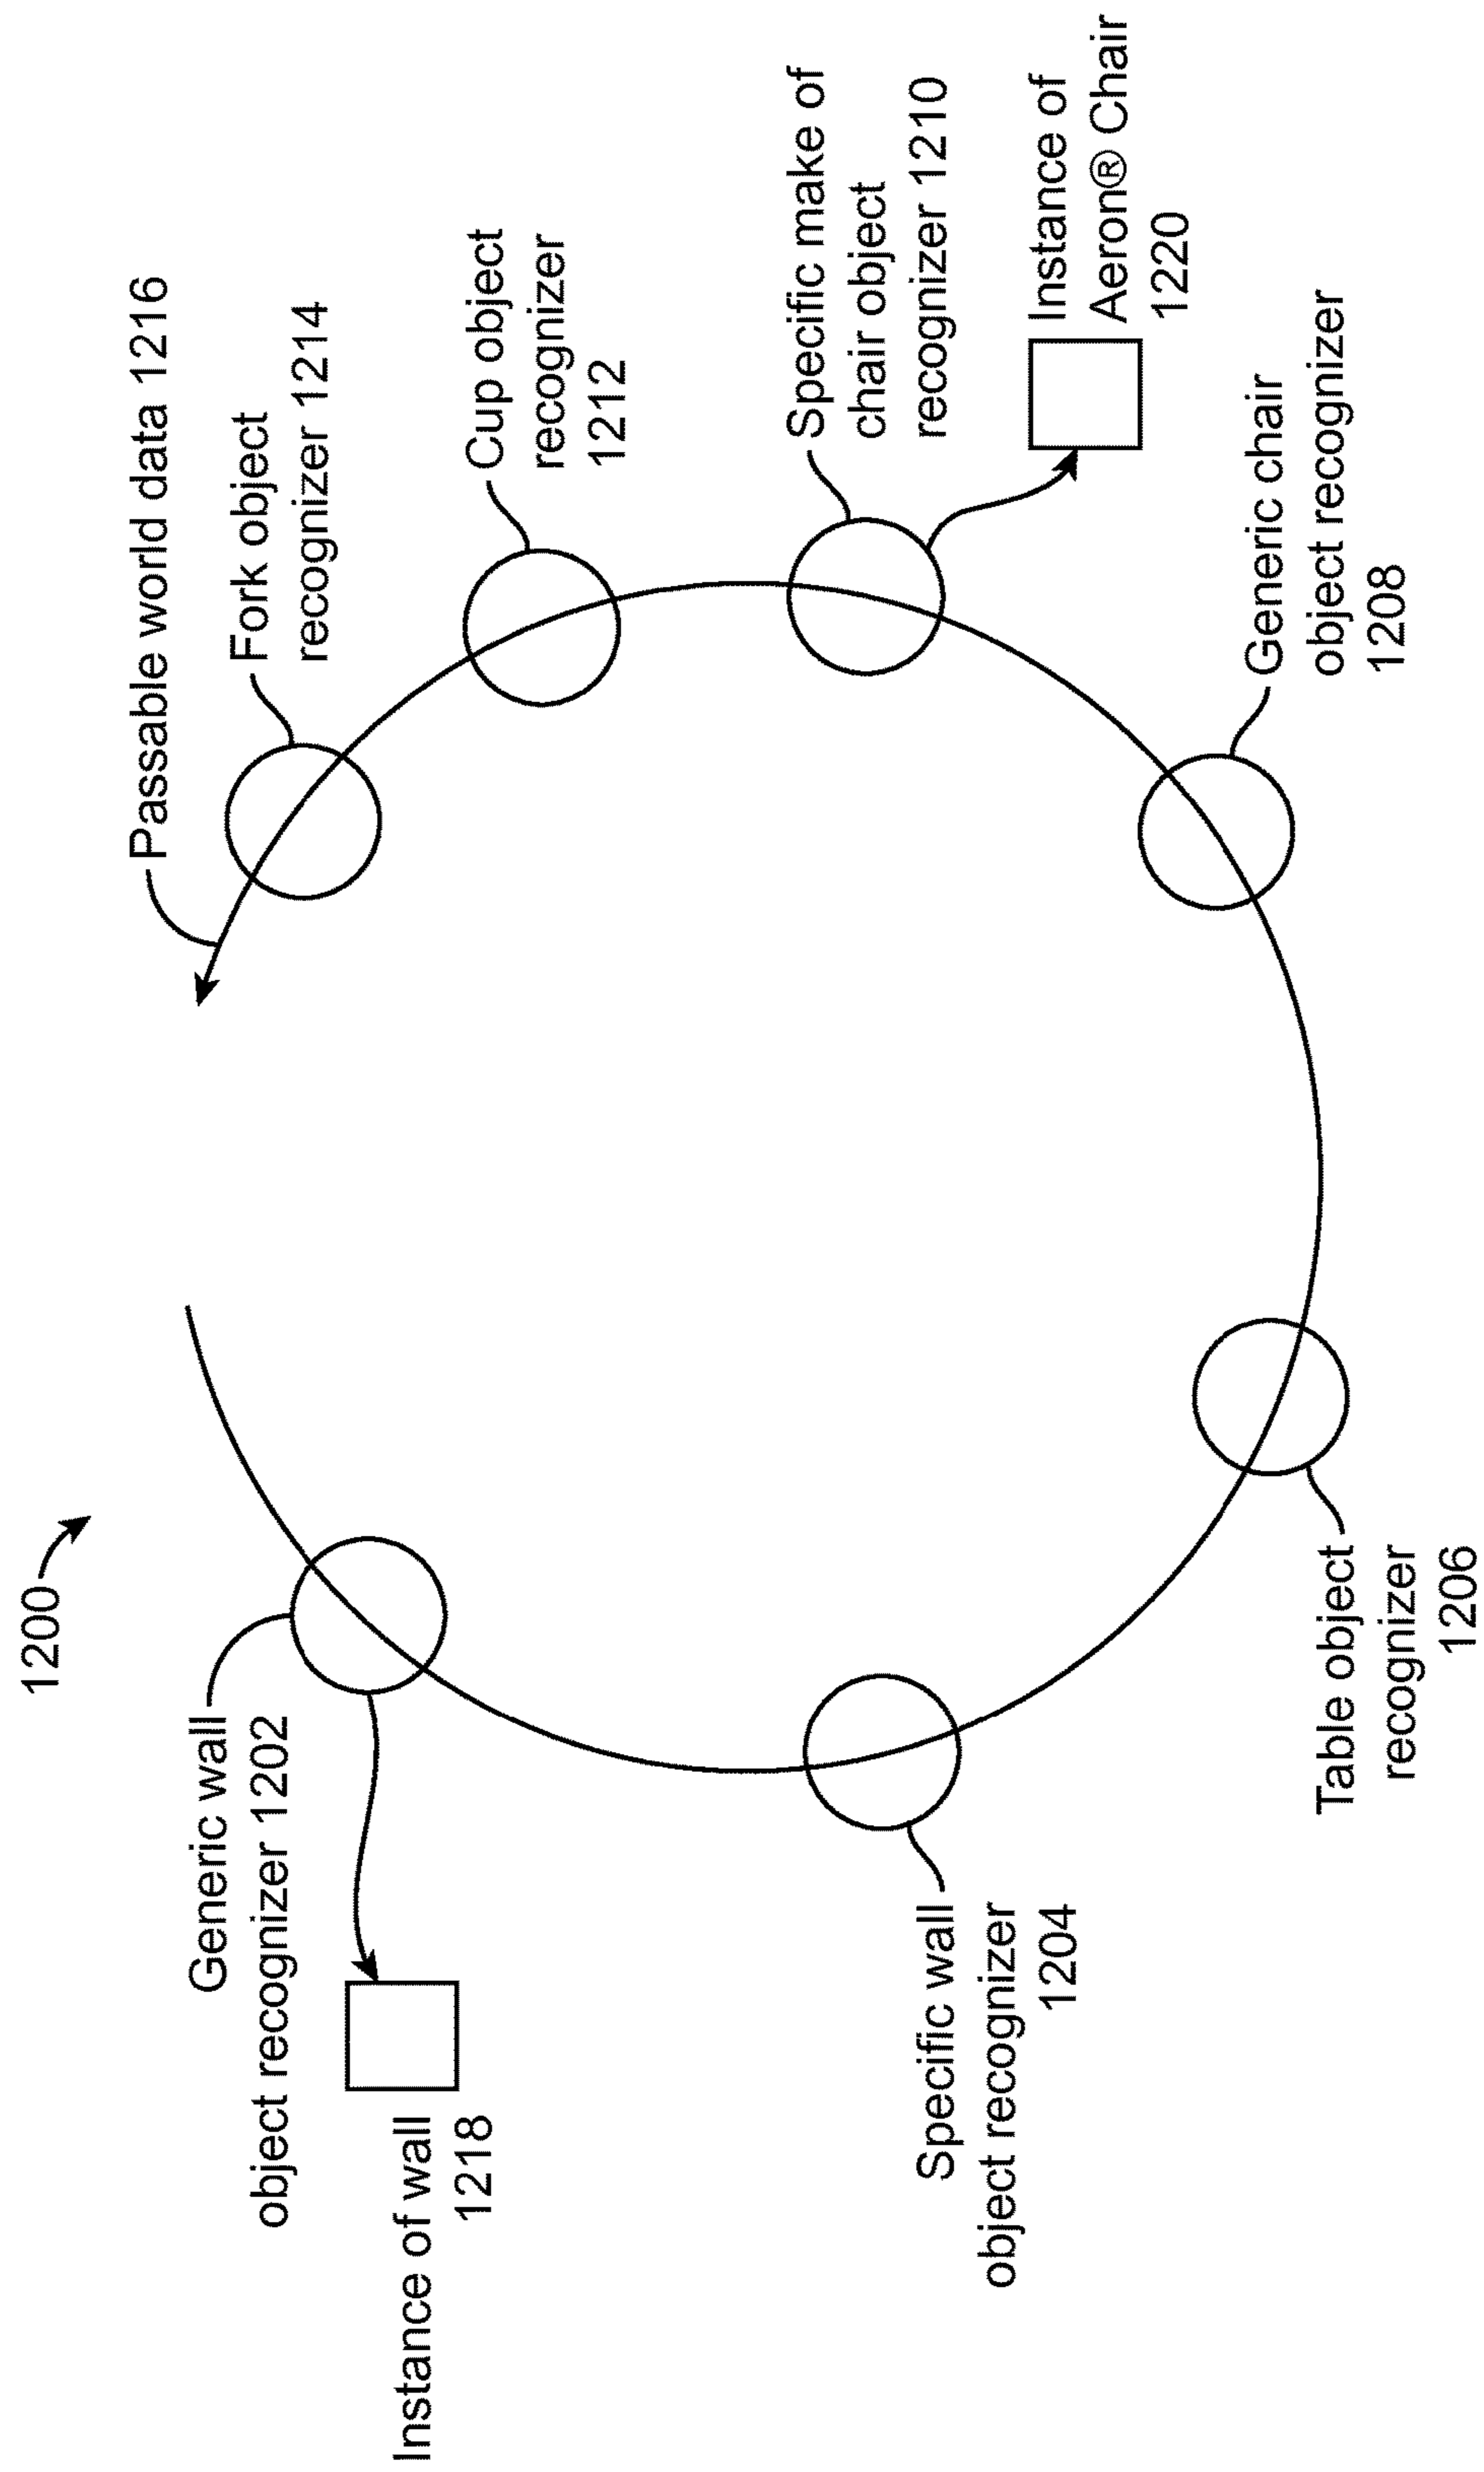 1200
Passable world data 1216
Generic wall
object recognizer 1202
Fork object
recognizer 1214
Instance of wall
1218
Cup object
recognizer
1212
Specific wall
object recognizer
1204
Specific make of
chair object
recognizer 1210
Instance of
Aeron® Chair
1220
Table object
recognizer
1206
Generic chair
object recognizer
1208